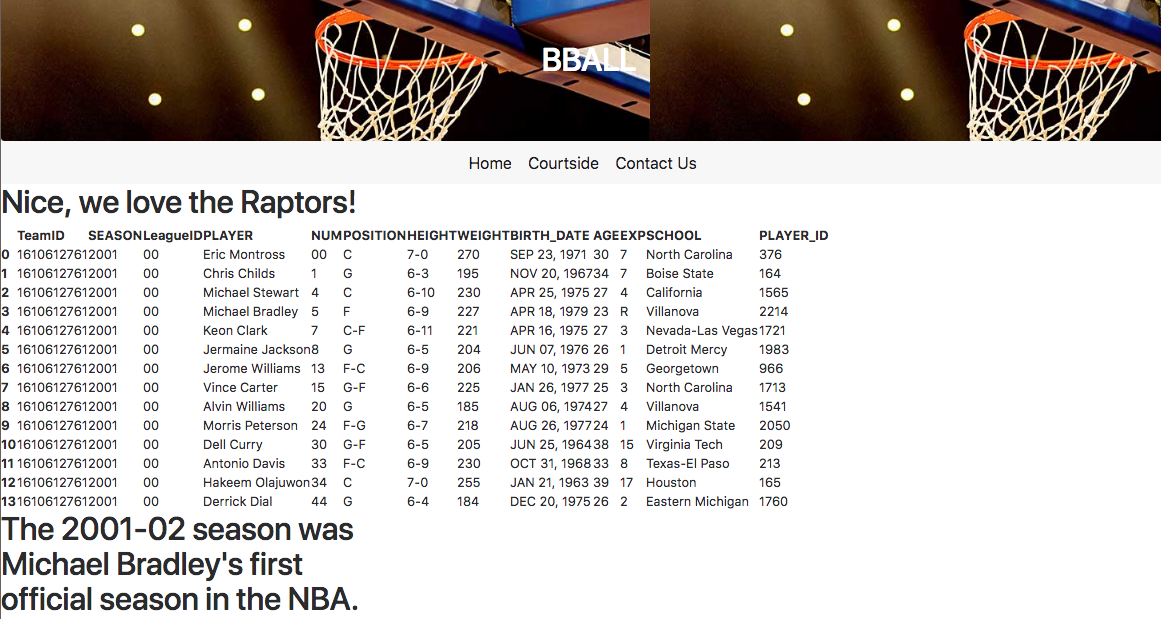 BBALL
Home Courtside Contact Us
Nice, we love the Raptors!
TeamID SEASON LeagueID PLAYER NUM POSITION HEIGHT WEIGHT BIRTH_DATE AGE EXP SCHOOL PLAYER_ID
0 1610612761 2001 00 Eric Montross 00 C 7-0 270 SEP 23, 1971 30 7 North Carolina 376
1 1610612761 2001 00 Chris Childs 1 G 6-3 195 NOV 20, 1967 34 7 Boise State 164
2 1610612761 2001 00 Michael Stewart 4 C 6-10 230 APR 25, 1975 27 4 California 1565
3 1610612761 2001 00 Michael Bradley 5 F 6-9 227 APR 18, 1979 23 R Villanova 2214
4 1610612761 2001 00 Keon Clark 7 C-F 6-11 221 APR 16, 1975 27 3 Nevada-Las Vegas 1721
5 1610612761 2001 00 Jermaine Jackson 8 G 6-5 204 JUN 07, 1976 26 1 Detroit Mercy 1983
6 1610612761 2001 00 Jerome Williams 13 F-C 6-9 206 MAY 10, 1973 29 5 Georgetown 966
7 1610612761 2001 00 Vince Carter 15 G-F 6-6 225 JAN 26, 1977 25 3 North Carolina 1713
8 1610612761 2001 00 Alvin Williams 20 G 6-5 185 AUG 06, 1974 27 4 Villanova 1541
9 1610612761 2001 00 Morris Peterson 24 F-G 6-7 218 AUG 26, 1977 24 1 Michigan State 2050
10 1610612761 2001 00 Dell Curry 30 G-F 6-5 205 JUN 25, 1964 38 15 Virginia Tech 209
11 1610612761 2001 00 Antonio Davis 33 F-C 6-9 230 OCT 31, 1968 33 8 Texas-El Paso 213
12 1610612761 2001 00 Hakeem Olajuwon 34 C 7-0 255 JAN 21, 1963 39 17 Houston 165
13 1610612761 2001 00 Derrick Dial 44 G 6-4 184 DEC 20, 1975 26 2 Eastern Michigan 1760
The 2001-02 season was
Michael Bradley's first
official season in the NBA.